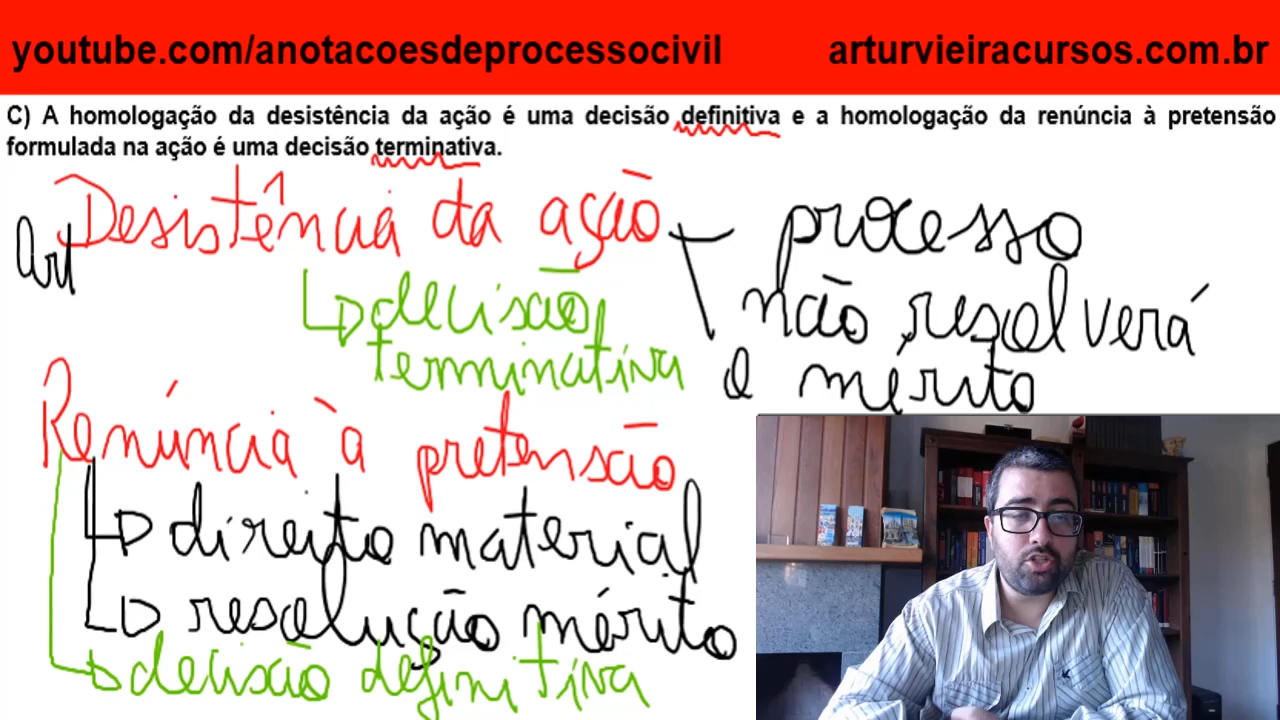 youtube.com/anotacoesdeprocessocivil arturvieiracursos.com.br
C) A homologação da desistência da ação é uma decisão definitiva e a homologação da renúncia à pretensão
formulada na ação é uma decisão terminativa.
Desistência da ação
Art
processo
não resolverá
o mérito
decisão
terminativa
Renúncia à pretensão
direito material
resolução mérito
decisão definitiva